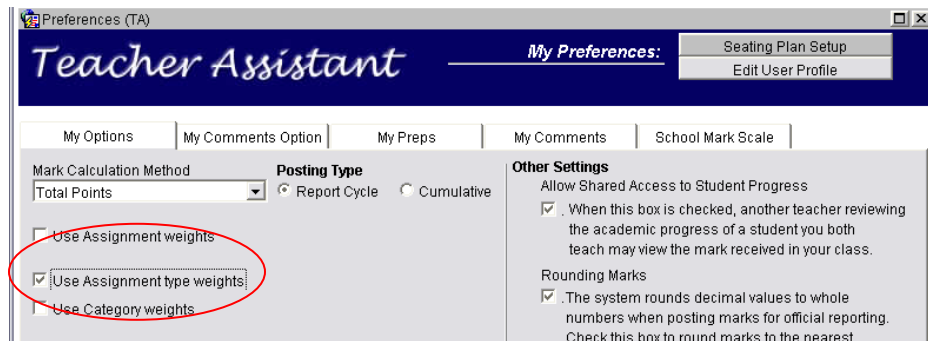 Preferences (TA)
Teacher Assistant
My Preferences:
Seating Plan Setup
Edit User Profile
My Options
My Comments Option
My Preps
My Comments
School Mark Scale
Mark Calculation Method
Total Points
Posting Type
Report Cycle
Cumulative
Use Assignment weights
Use Assignment type weights
Use Category weights
Other Settings
Allow Shared Access to Student Progress
. When this box is checked, another teacher reviewing
the academic progress of a student you both
teach may view the mark received in your class.
Rounding Marks
. The system rounds decimal values to whole
numbers when posting marks for official reporting.
Check this box to round marks to the nearest